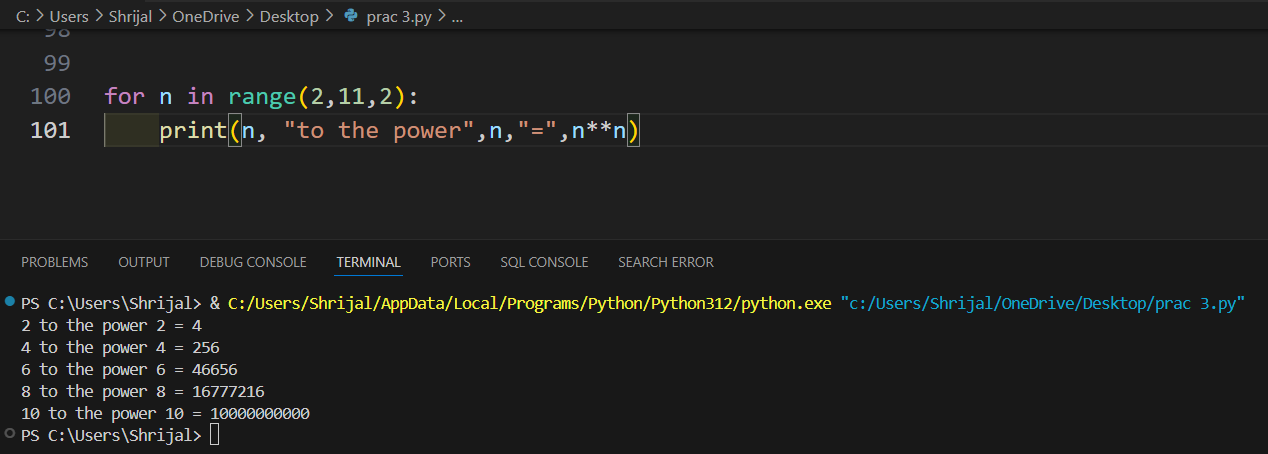 C: > Users > Shrijal > OneDrive > Desktop > prac 3.py > ...
98
99
100 for n in range(2,11,2):
101     print(n, "to the power",n,"=",n**n)
PROBLEMS OUTPUT DEBUG CONSOLE TERMINAL PORTS SQL CONSOLE SEARCH ERROR
PS C:\Users\Shrijal> & C:/Users/Shrijal/AppData/Local/Programs/Python/Python312/python.exe "c:/Users/Shrijal/OneDrive/Desktop/prac 3.py"
2 to the power 2 = 4
4 to the power 4 = 256
6 to the power 6 = 46656
8 to the power 8 = 16777216
10 to the power 10 = 10000000000
PS C:\Users\Shrijal>